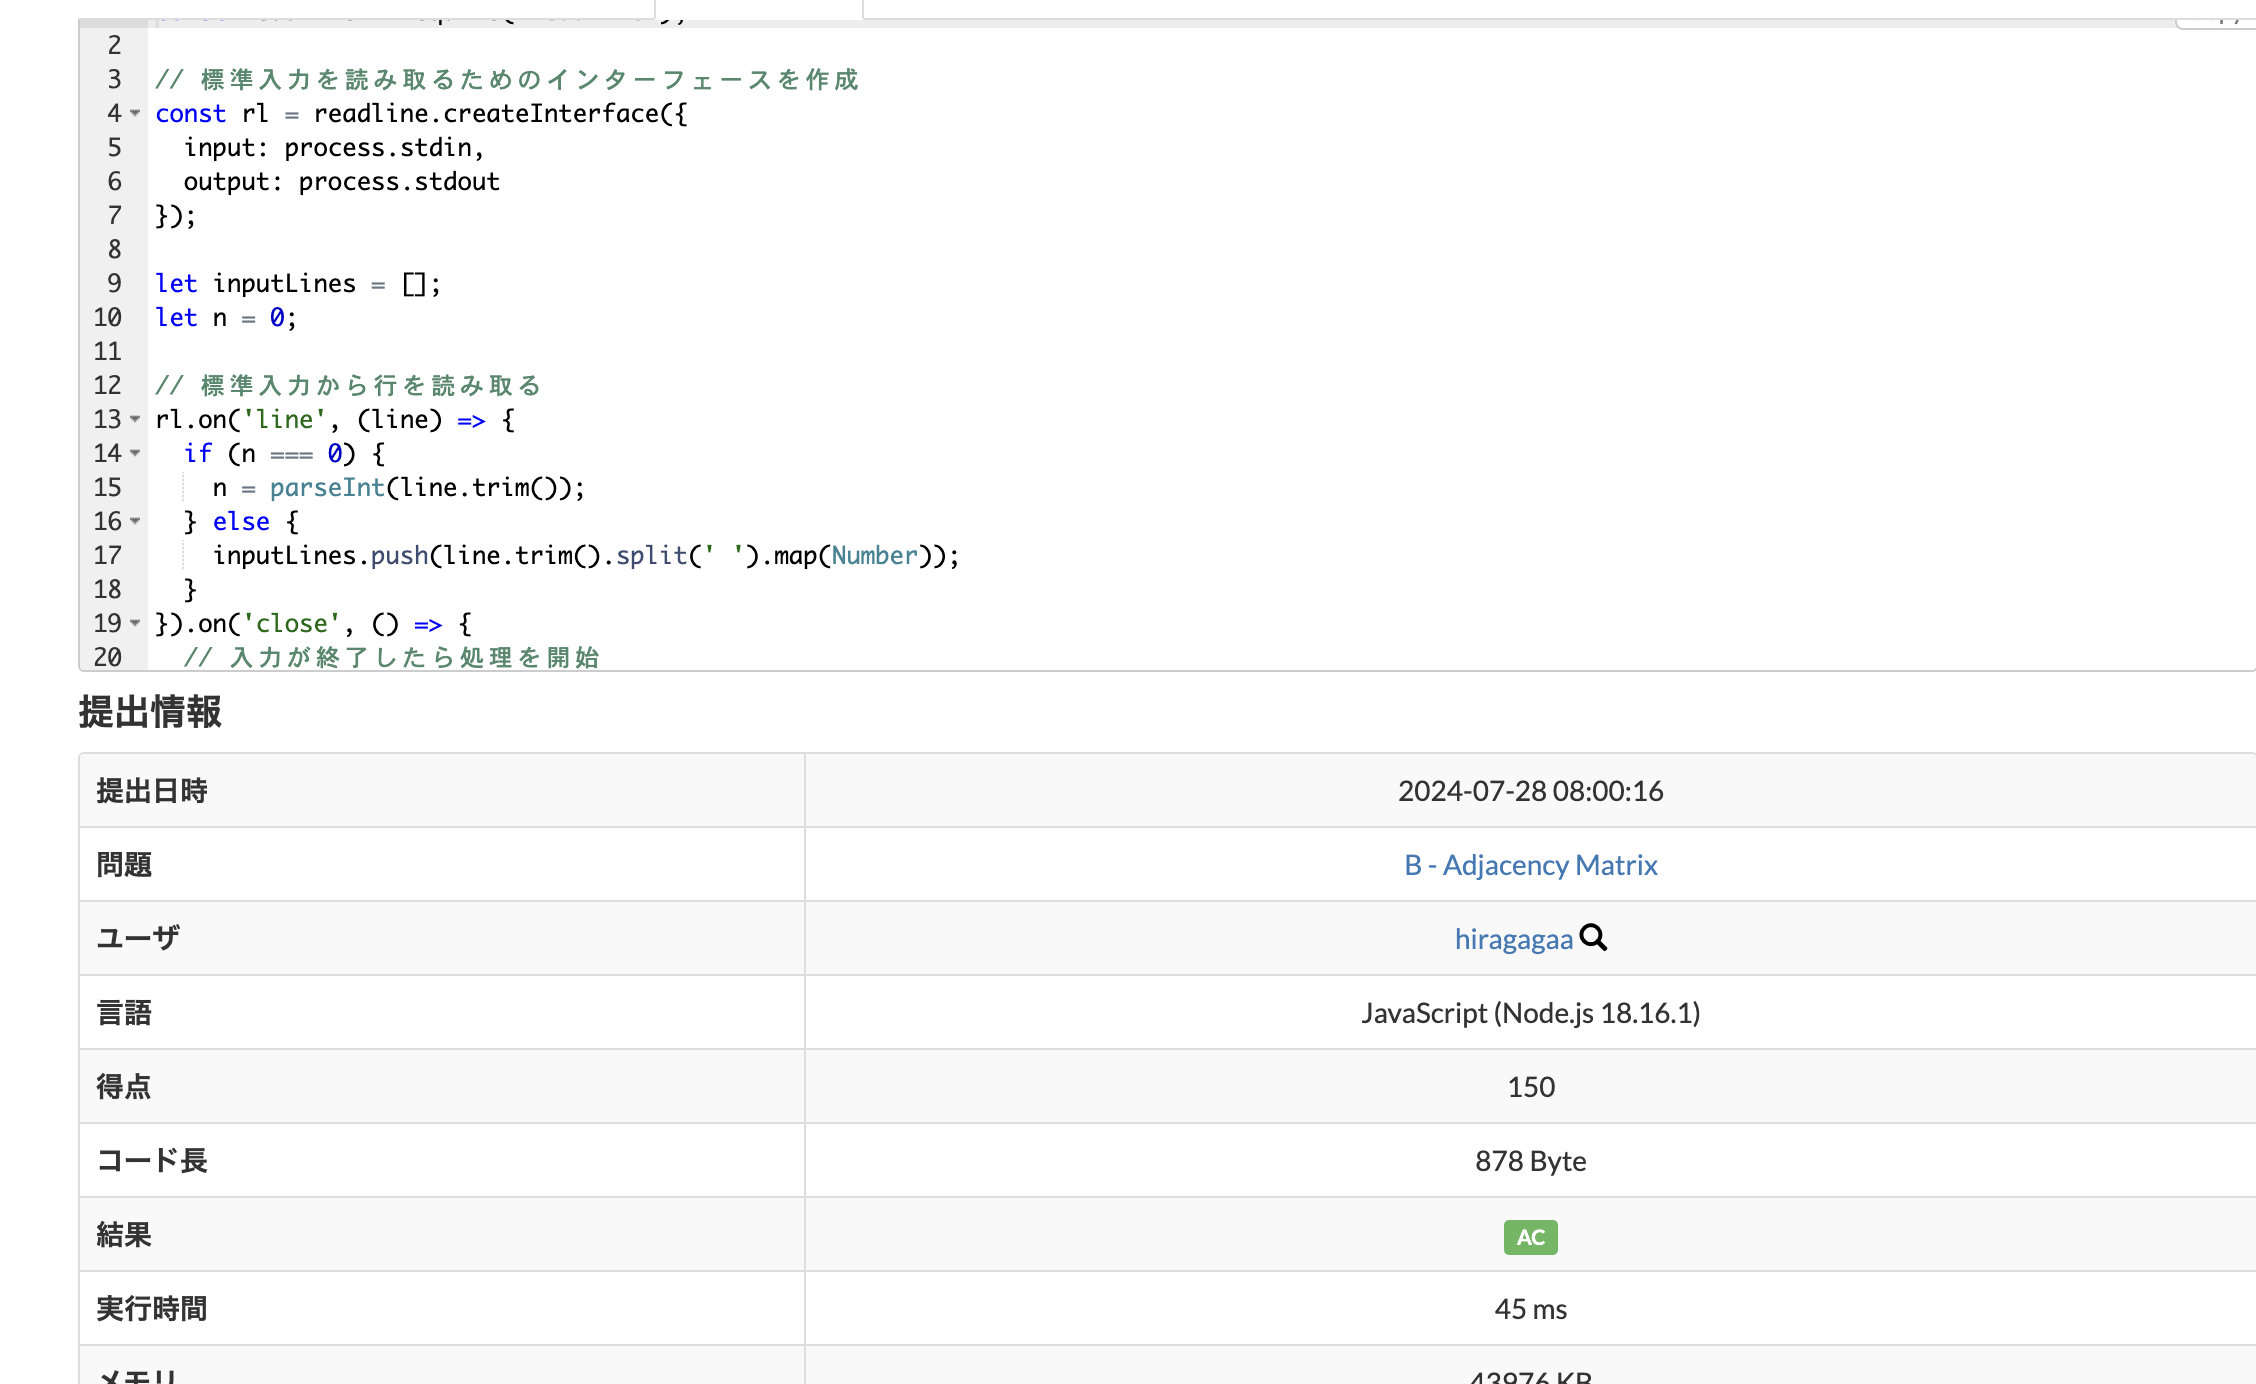 2
3 // 標準入力を読み取るためのインターフェースを作成
4 const rl = readline.createInterface({
5 input: process.stdin,
6 output: process.stdout
7 });
8
9 let inputLines = [];
10 let n = 0;
11
12 // 標準入力から行を読み取る
13 rl.on('line', (line) => {
14 if (n === 0) {
15 n = parseInt(line.trim());
16 } else {
17 inputLines.push(line.trim().split(' ').map(Number));
18 }
19 }).on('close', () => {
20 // 入力が終了したら処理を開始
提出情報
提出日時 2024-07-28 08:00:16
問題 B - Adjacency Matrix
ユーザ hiragagaa
言語 JavaScript (Node.js 18.16.1)
得点 150
コード長 878 Byte
結果 AC
実行時間 45 ms
メモリ 43976 KB